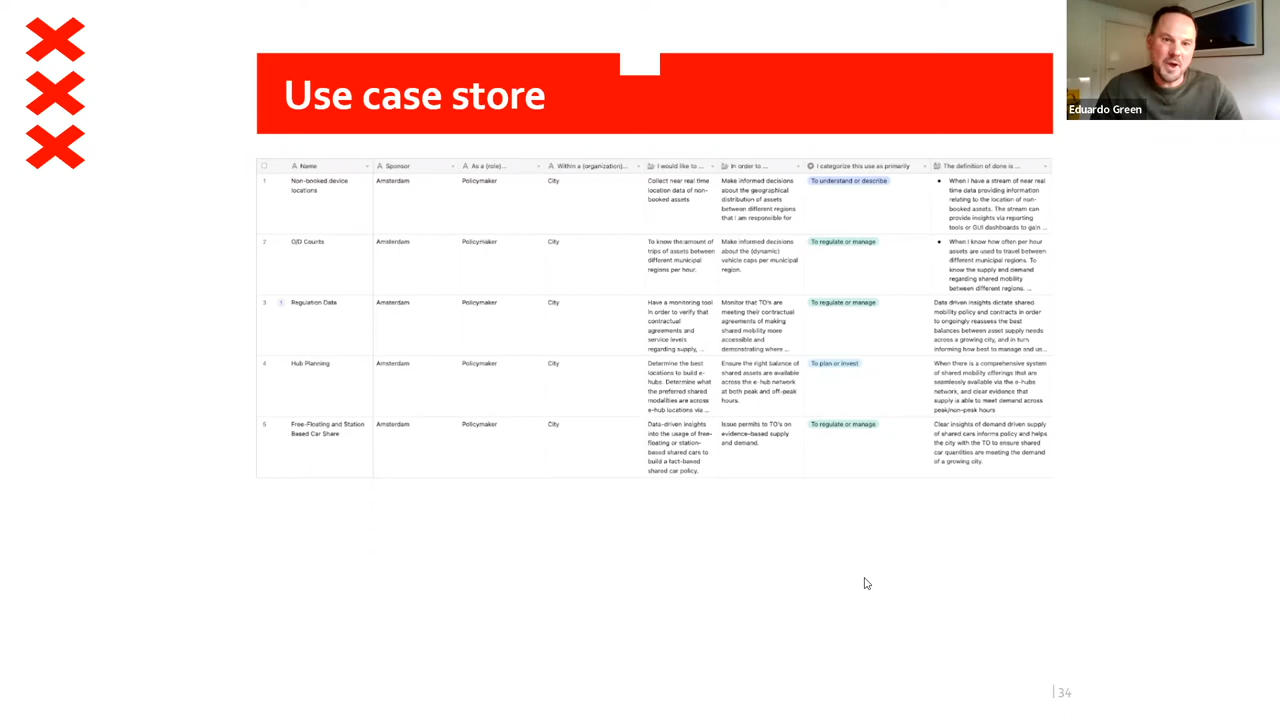 Use case store
Eduardo Green
Name
Sponsor
As a (role)...
Within a (organization)...
I would like to ...
In order to ...
I categorize this use as primarily
The definition of done is ...
1
Non-booked device
locations
Amsterdam
Policymaker
City
Collect near real time
location data of non-
booked assets
Make informed decisions
about the geographical
distribution of assets
between different regions
that I am responsible for
To understand or describe
When I have a stream of near real
time data providing information
relating to the location of non-
booked assets. The stream can
provide insights via reporting
tools or GUI dashboards to gain ...
2
O/D Courts
Amsterdam
Policymaker
City
To know the amount of
trips of assets between
different municipal
regions per hour.
Make informed decisions
about the (dynamic)
vehicle caps per municipal
region.
To regulate or manage
When I know how often per hour
assets are used to travel between
different municipal regions. To
know the supply and demand
regarding shared mobility
between different regions. ...
3
1
Regulation Data
Amsterdam
Policymaker
City
Have a monitoring tool
in order to verify that
contractual
agreements and
service levels
regarding supply, ...
Monitor that TO's are
meeting their contractual
agreements of making
shared mobility more
accessible and
demonstrating where ...
To regulate or manage
Data driven insights dictate shared
mobility policy and contracts in order
to ongoingly reassess the best
balances between asset supply needs
across a growing city, and in turn
informing how best to manage and us...
4
Hub Planning
Amsterdam
Policymaker
City
Determine the best
locations to build e-
hubs. Determine what
the preferred shared
modalities are across
e-hub locations via ...
Ensure the right balance of
shared assets are available
across the e-hub network
at both peak and off-peak
hours.
To plan or invest
When there is a comprehensive system
of shared mobility offerings that are
seamlessly available via the e-hubs
network, and clear evidence that
supply is able to meet demand across
peak/non-peak hours
5
Free-Floating and Station
Based Car Share
Amsterdam
Policymaker
City
Data-driven insights
into the usage of free-
floating or station-
based shared cars to
build a fact-based
shared car policy.
Issue permits to TO's on
evidence-based supply
and demand.
To regulate or manage
Clear insights of demand driven supply
of shared cars informs policy and helps
the city with the TO to ensure shared
car quantities are meeting the demand
of a growing city.
34